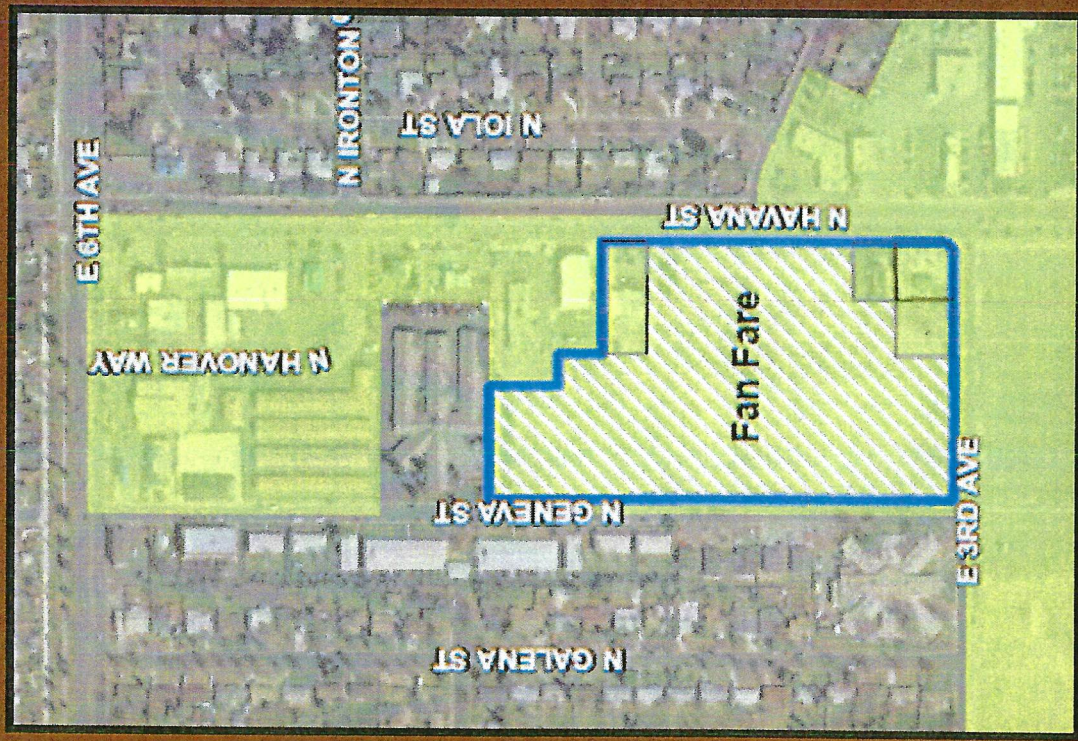 N IRONTON
N IOLA ST
E 6TH AVE
N HAVANA ST
N HANOVER WAY
Fan Fare
N GENEVA ST
E 3RD AVE
N GALENA ST